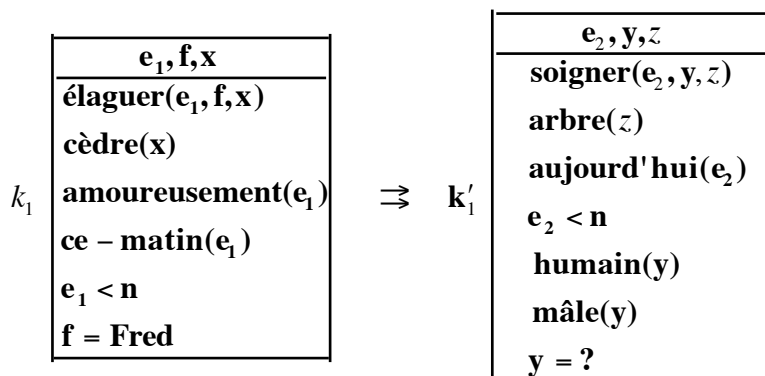 e₁, f, x
élaguer(e₁, f, x)
cèdre(x)
k₁ amoureusement(e₁)
ce – matin(e₁)
e₁ < n
f = Fred
⇉ k′₁
e₂, y, z
soigner(e₂, y, z)
arbre(z)
aujourd'hui(e₂)
e₂ < n
humain(y)
mâle(y)
y = ?